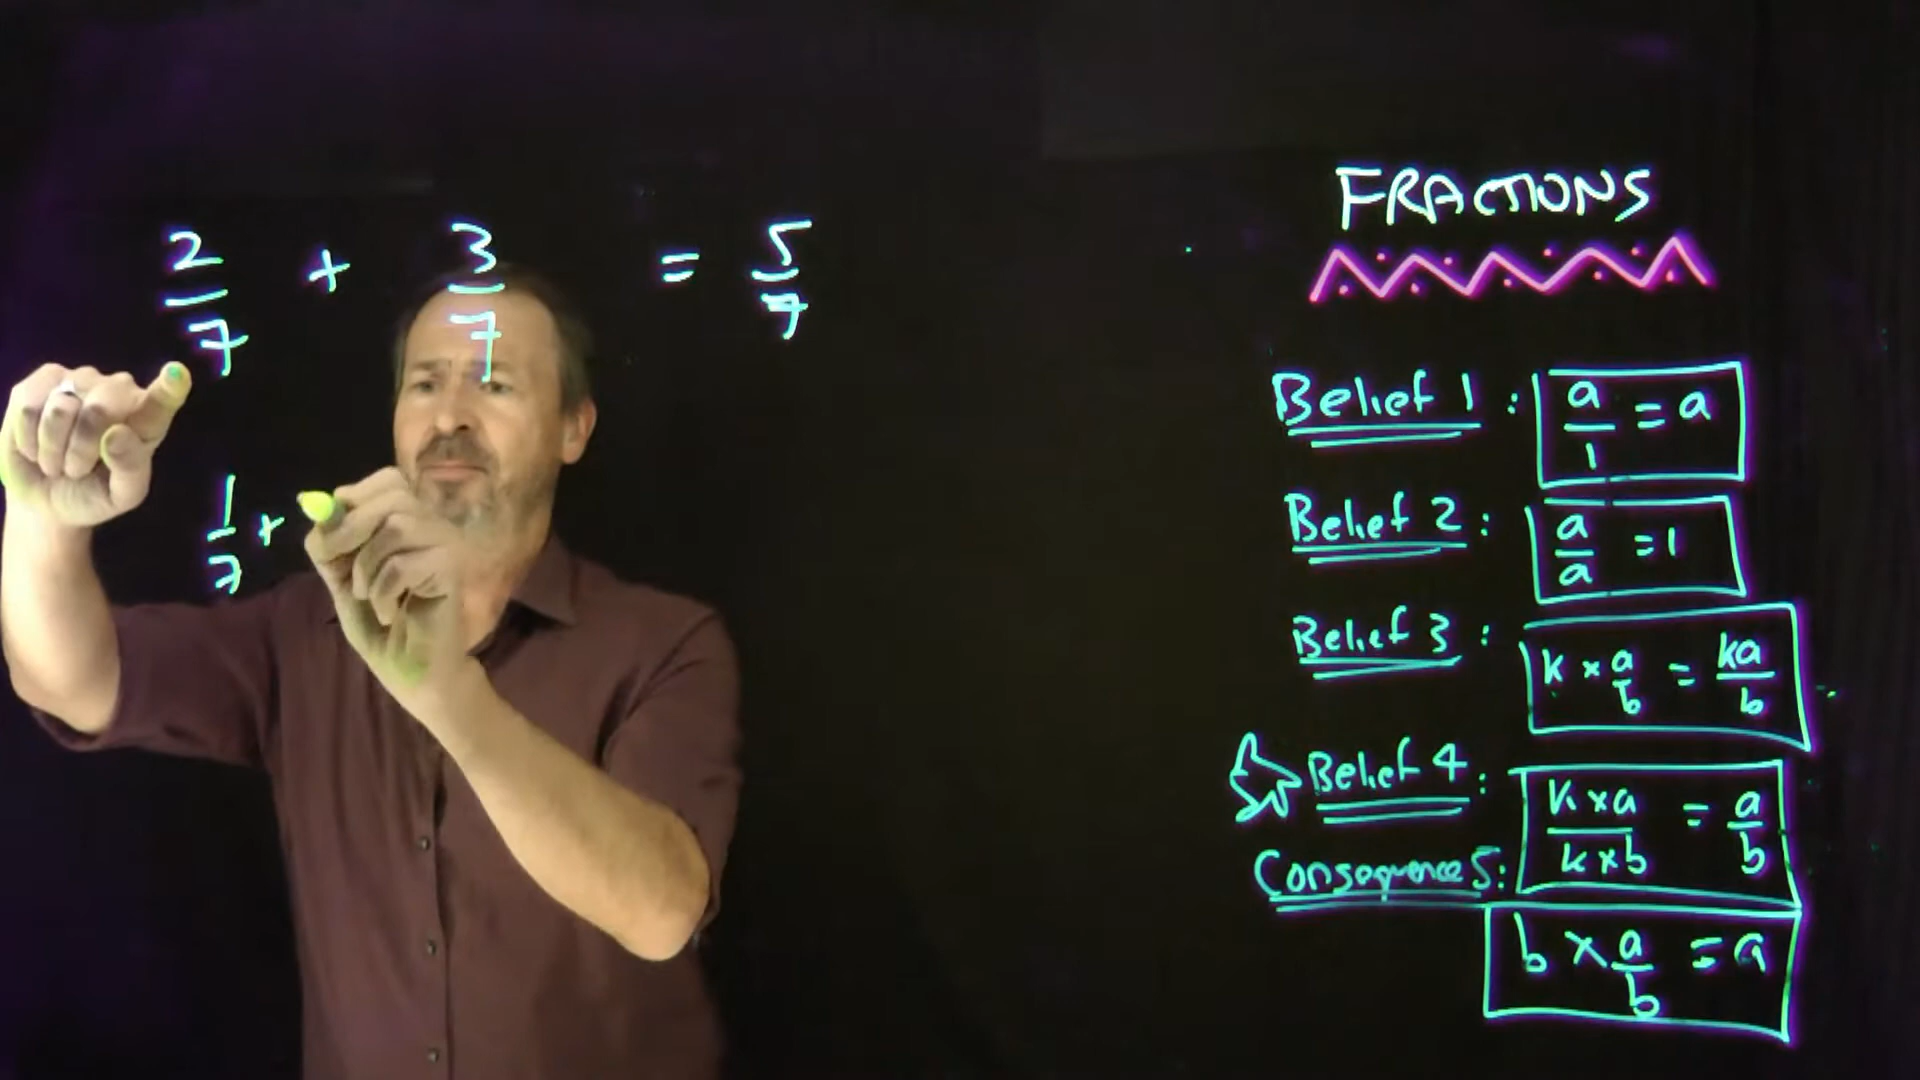 2/7 + 3/7 = 5/7
1/7 +
FRACTIONS
Belief 1 : a/1 = a
Belief 2 : a/a = 1
Belief 3 : k × a/b = ka/b
Belief 4 : k × a / k × b = a/b
Consequence 5 :
b × a/b = a